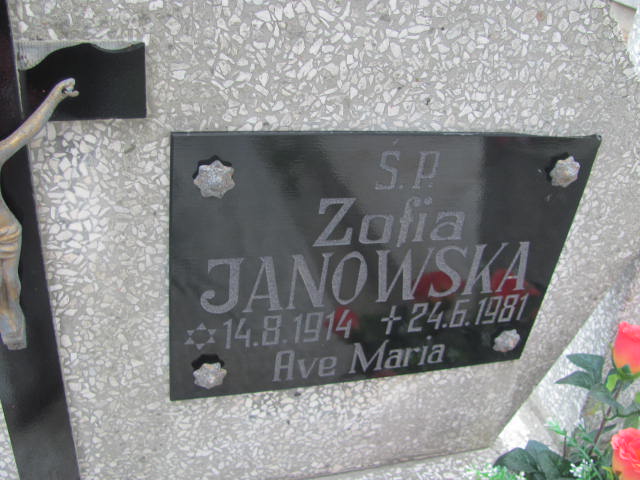 Ś.P.
Zofia
JANOWSKA
✡ 14.8.1914 ✝ 24.6.1981
Ave Maria